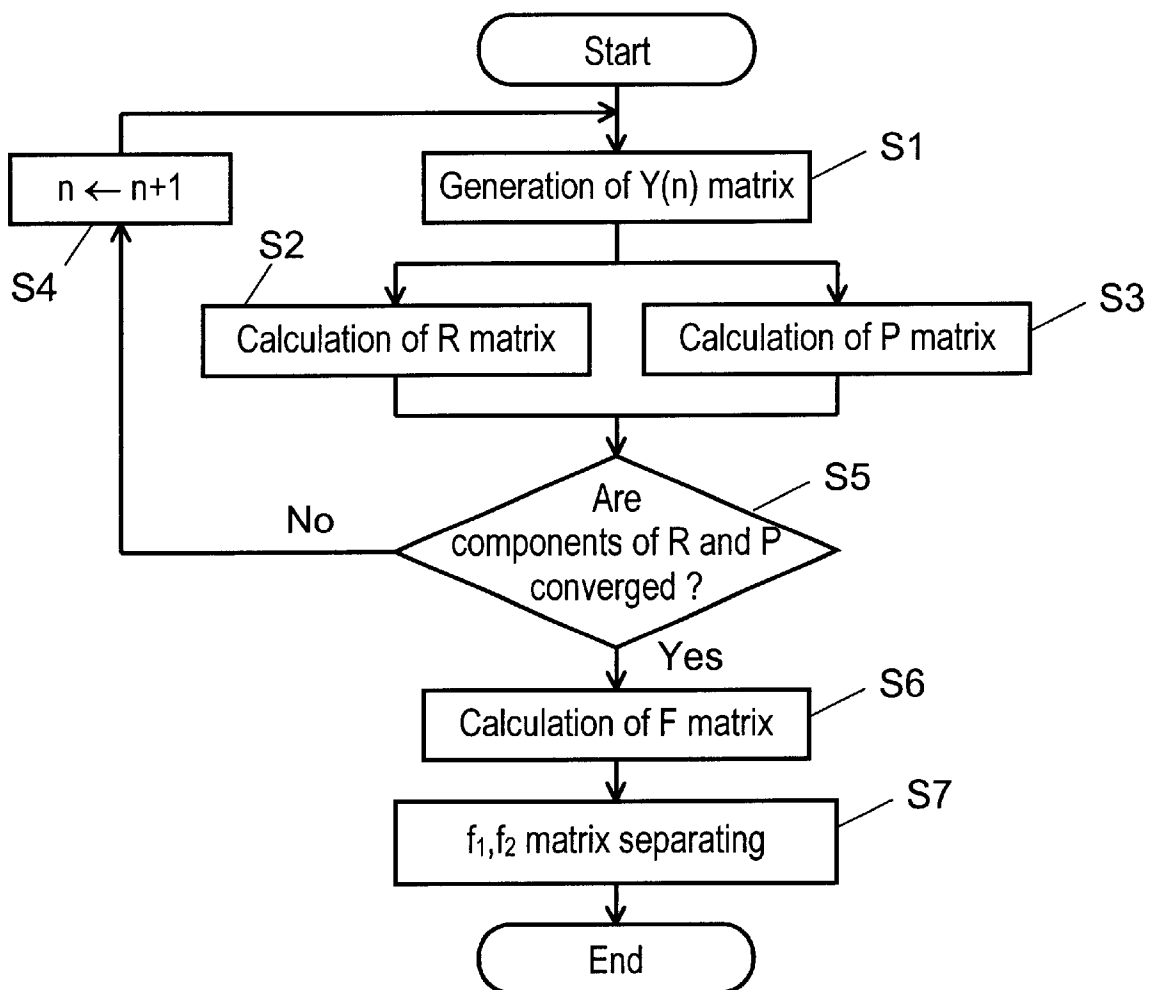 Start
S1
Generation of Y(n) matrix
n ← n+1
S4
S2
Calculation of R matrix
S3
Calculation of P matrix
S5
Are
components of R and P
converged ?
No
Yes
S6
Calculation of F matrix
S7
f₁,f₂ matrix separating
End